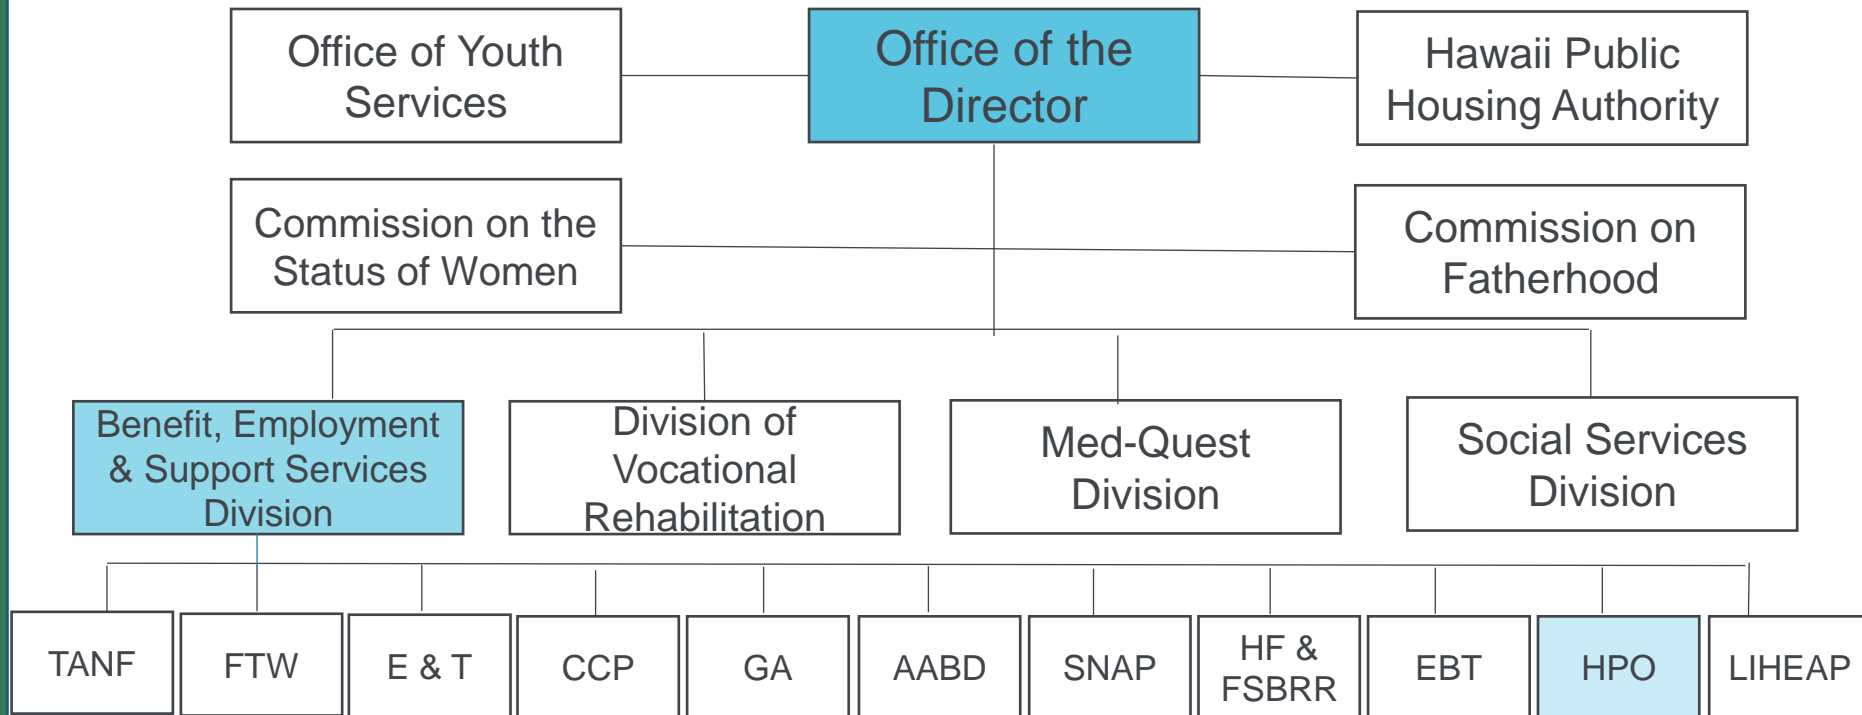 Office of Youth
Services
Office of the
Director
Hawaii Public
Housing Authority
Commission on the
Status of Women
Commission on
Fatherhood
Benefit, Employment
& Support Services
Division
Division of
Vocational
Rehabilitation
Med-Quest
Division
Social Services
Division
TANF
FTW
E & T
CCP
GA
AABD
SNAP
HF &
FSBRR
EBT
HPO
LIHEAP